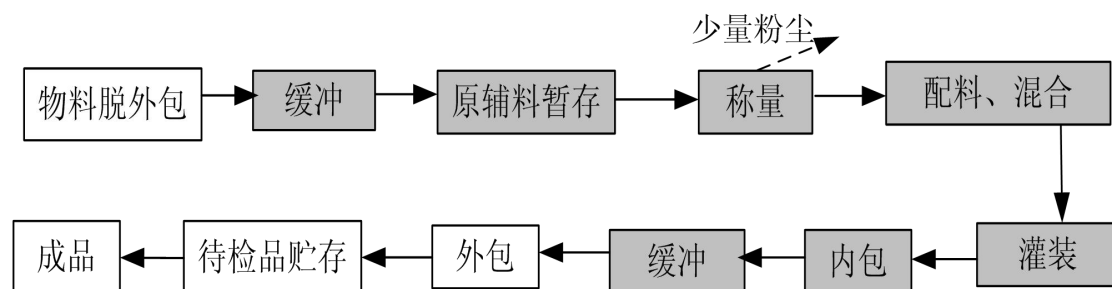 少量粉尘
物料脱外包
缓冲
原辅料暂存
称量
配料、混合
成品
待检品贮存
外包
缓冲
内包
灌装